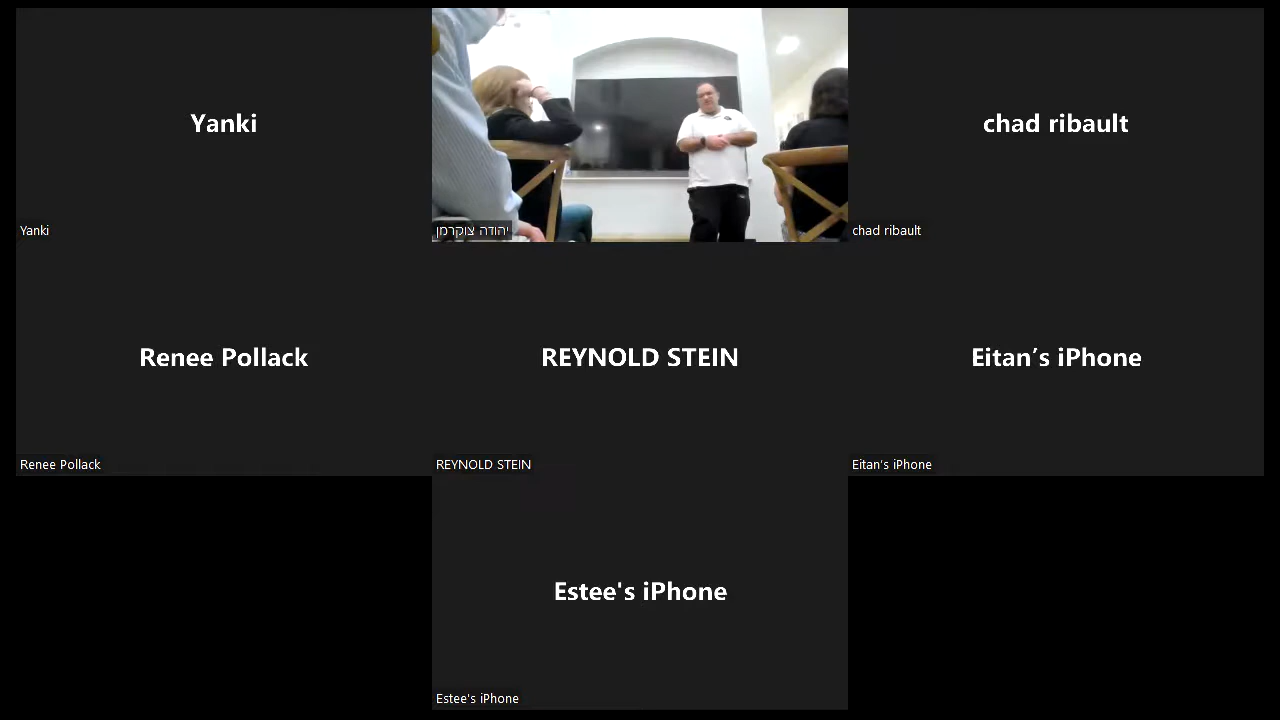 Yanki
Yanki
יהודה צוקרמן
chad ribault
chad ribault
Renee Pollack
Renee Pollack
REYNOLD STEIN
REYNOLD STEIN
Eitan’s iPhone
Eitan's iPhone
Estee's iPhone
Estee's iPhone